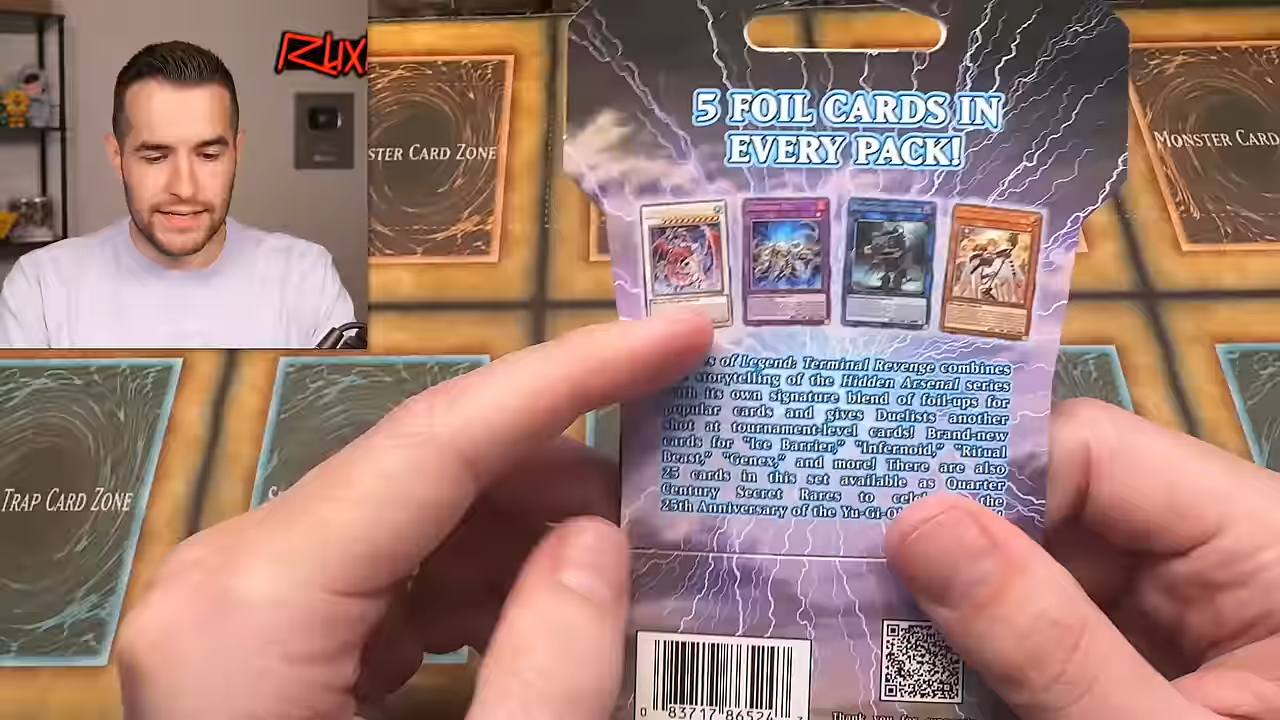 RUX
STER CARD ZONE
MONSTER CARD
5 FOIL CARDS IN
EVERY PACK!
s of Legend: Terminal Revenge combines
storytelling of the Hidden Arsenal series
its own signature blend of foil-ups for
popular cards and gives Duelists another
shot at tournament-level cards! Brand-new
cards for "Ice Barrier," "Infernoid," "Ritual
Beast," "Genex," and more! There are also
25 cards in this set available as Quarter
Century Secret Rares to cel the
25th Anniversary of the Yu-Gi-O
TRAP CARD ZONE
0 83717 86524
Thank you for